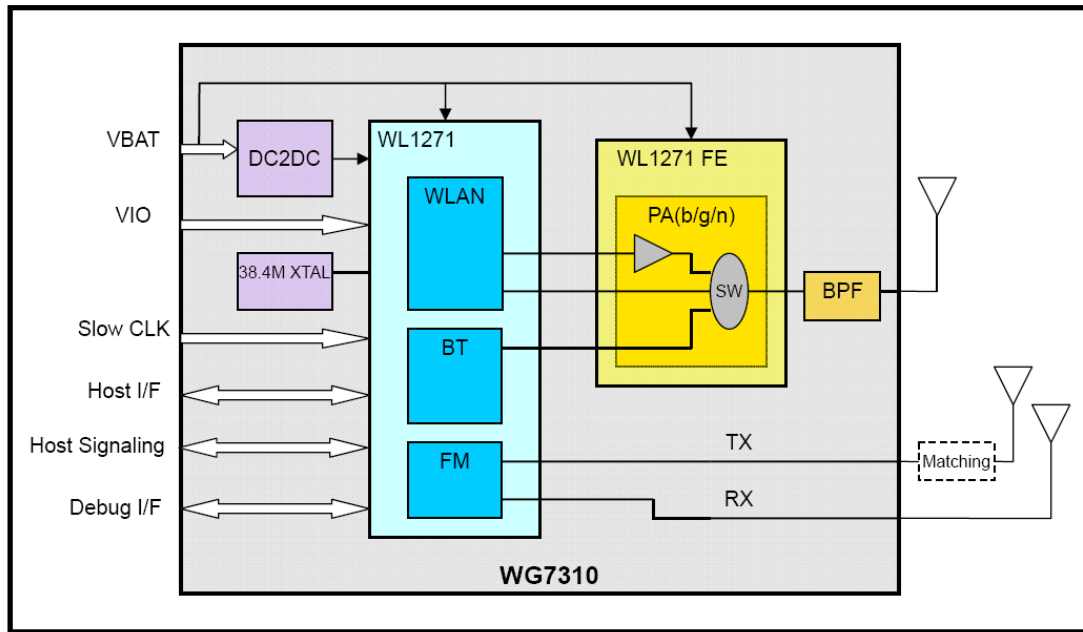 VBAT
DC2DC
WL1271
WL1271 FE
WLAN
PA(b/g/n)
VIO
38.4M XTAL
SW
BPF
Slow CLK
BT
Host I/F
Host Signaling
FM
TX
Matching
Debug I/F
RX
WG7310